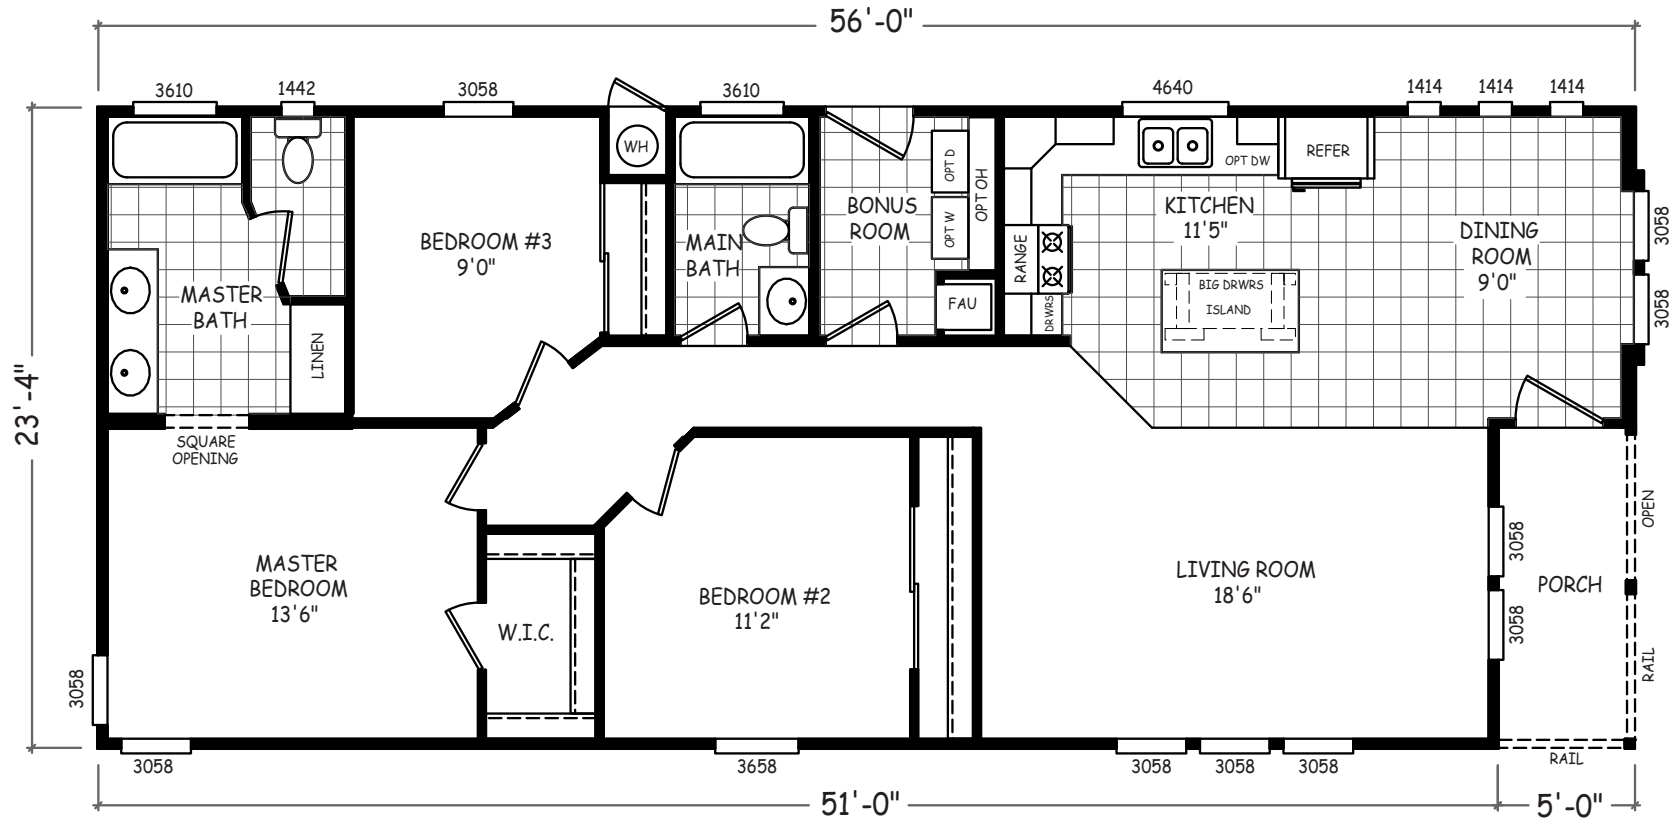 56'-0"
3610
1442
3058
3610
4640
1414
1414
1414
WH
OPT D
OPT W
OPT OH
OPT DW
REFER
BONUS
ROOM
KITCHEN
11'5"
DINING
ROOM
9'0"
3058
3058
BEDROOM #3
9'0"
MAIN
BATH
RANGE
DRWRS
BIG DRWRS
ISLAND
FAU
MASTER
BATH
LINEN
23'-4"
SQUARE
OPENING
OPEN
MASTER
BEDROOM
13'6"
W.I.C.
BEDROOM #2
11'2"
LIVING ROOM
18'6"
3058
3058
PORCH
RAIL
3058
3058
3658
3058
3058
3058
RAIL
51'-0"
5'-0"